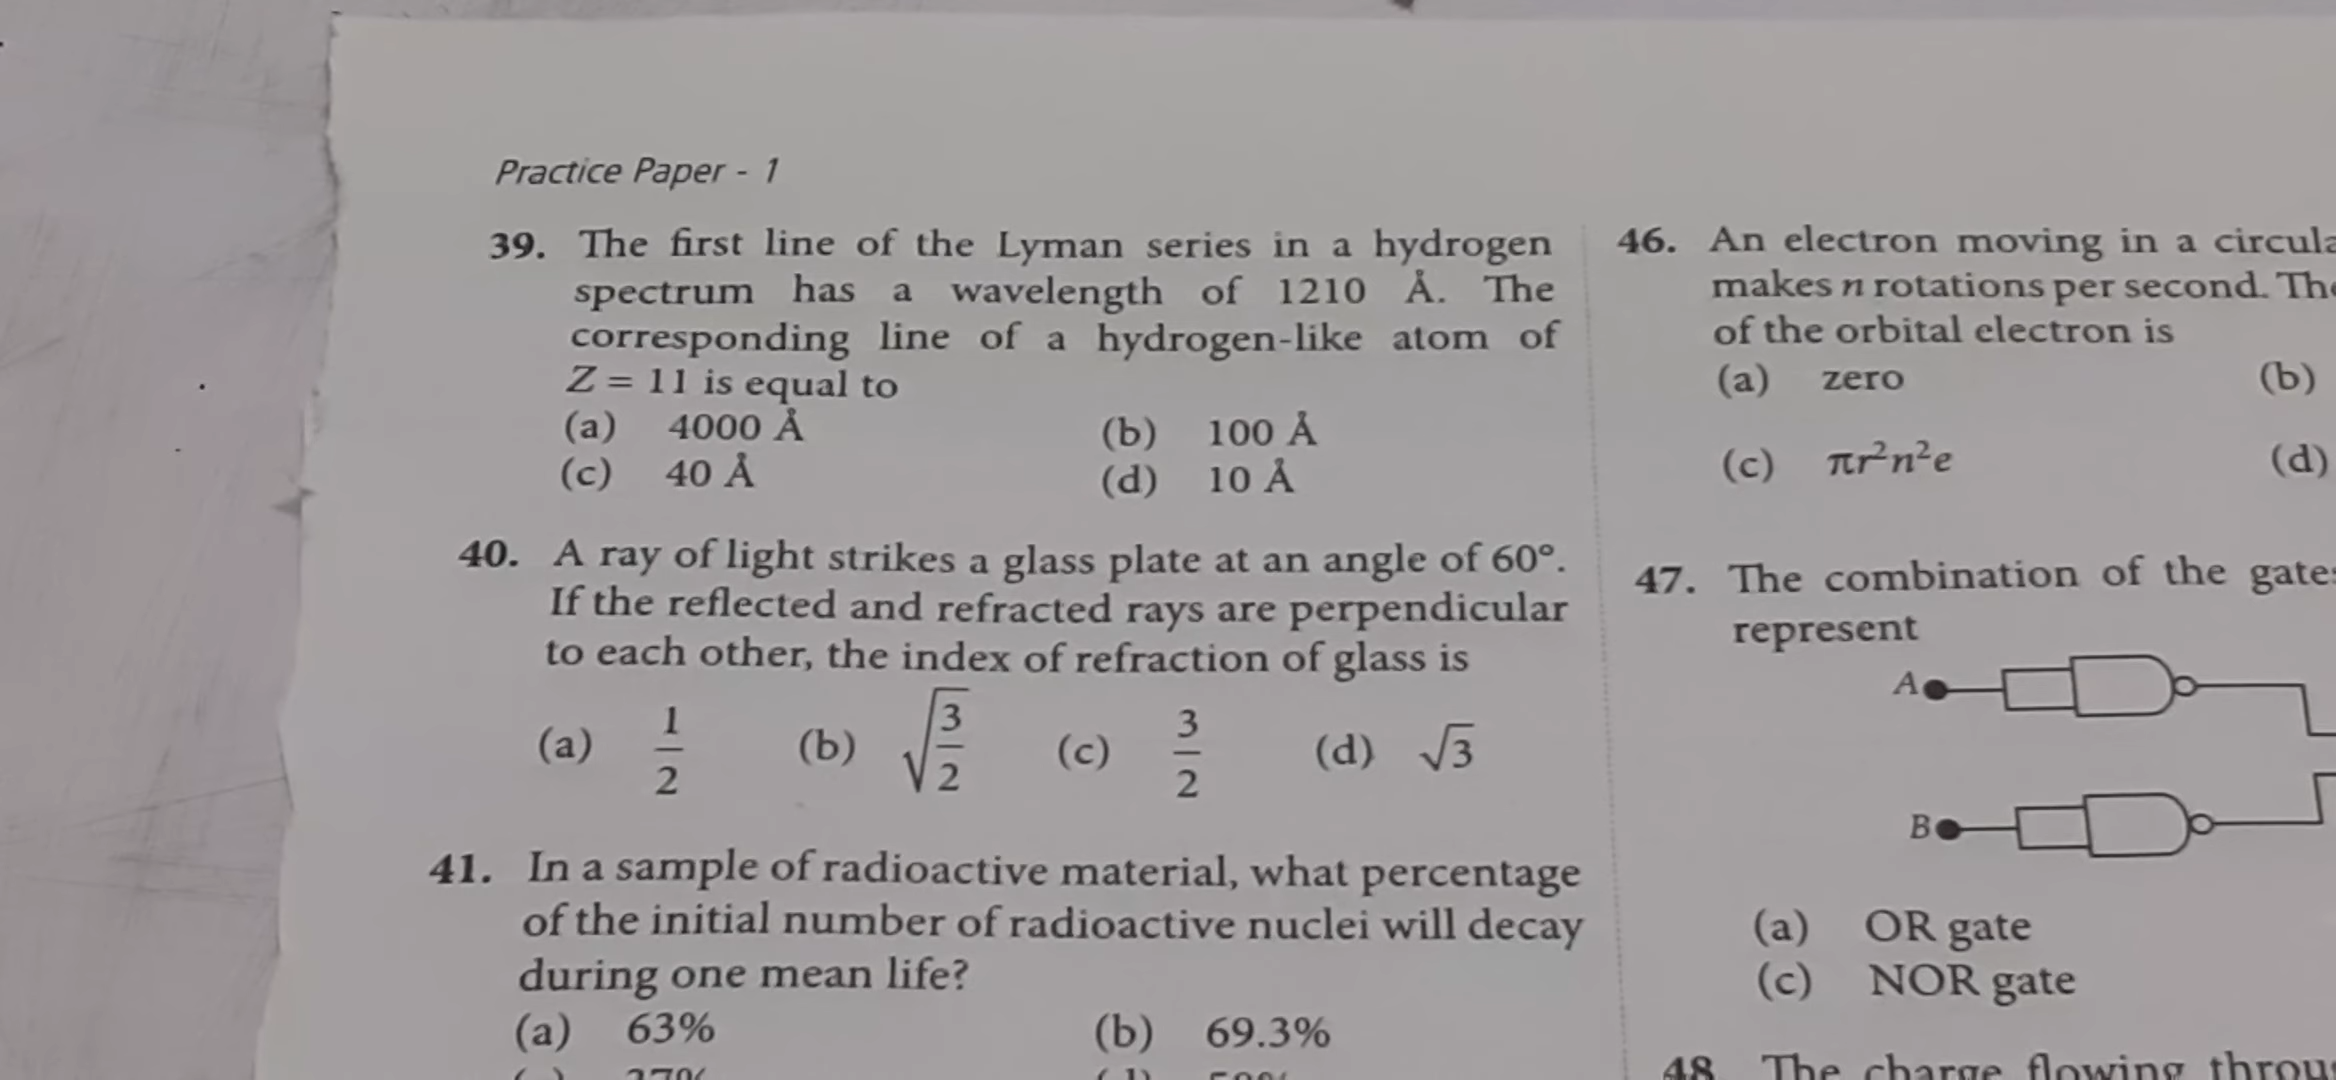 Practice Paper - 1
39. The first line of the Lyman series in a hydrogen
spectrum has a wavelength of 1210 Å. The
corresponding line of a hydrogen-like atom of
Z = 11 is equal to
(a) 4000 Å (b) 100 Å
(c) 40 Å (d) 10 Å
40. A ray of light strikes a glass plate at an angle of 60°.
If the reflected and refracted rays are perpendicular
to each other, the index of refraction of glass is
(a) 1/2 (b) √(3/2) (c) 3/2 (d) √3
41. In a sample of radioactive material, what percentage
of the initial number of radioactive nuclei will decay
during one mean life?
(a) 63% (b) 69.3%
46. An electron moving in a
makes n rotations per second.
of the orbital electron is
(a) zero (b)
(c) πr²n²e (d)
47. The combination of the
represent
A
B
(a) OR gate
(c) NOR gate
48 The charge flowing